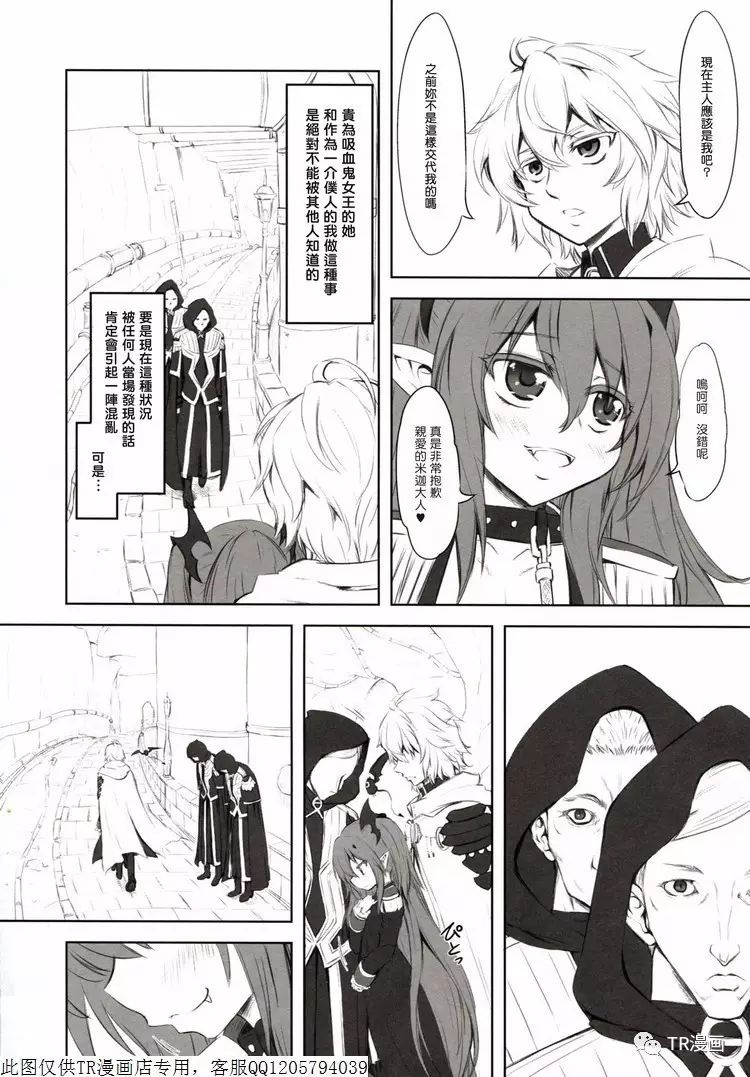 現在主人應該是我吧？
之前妳不是這樣交代我的嗎
貴為吸血鬼女王的她
和作為一介僕人的我做這種事
是絕對不能被其他人知道的
要是現在這種狀況
被任何人當場發現的話
肯定會引起一陣混亂
可是…
嗚呵呵 沒錯呢
真是非常抱歉
親愛的米迦大人♥
ぴとっ
TR漫画
此图仅供TR漫画店专用，客服QQ1205794039